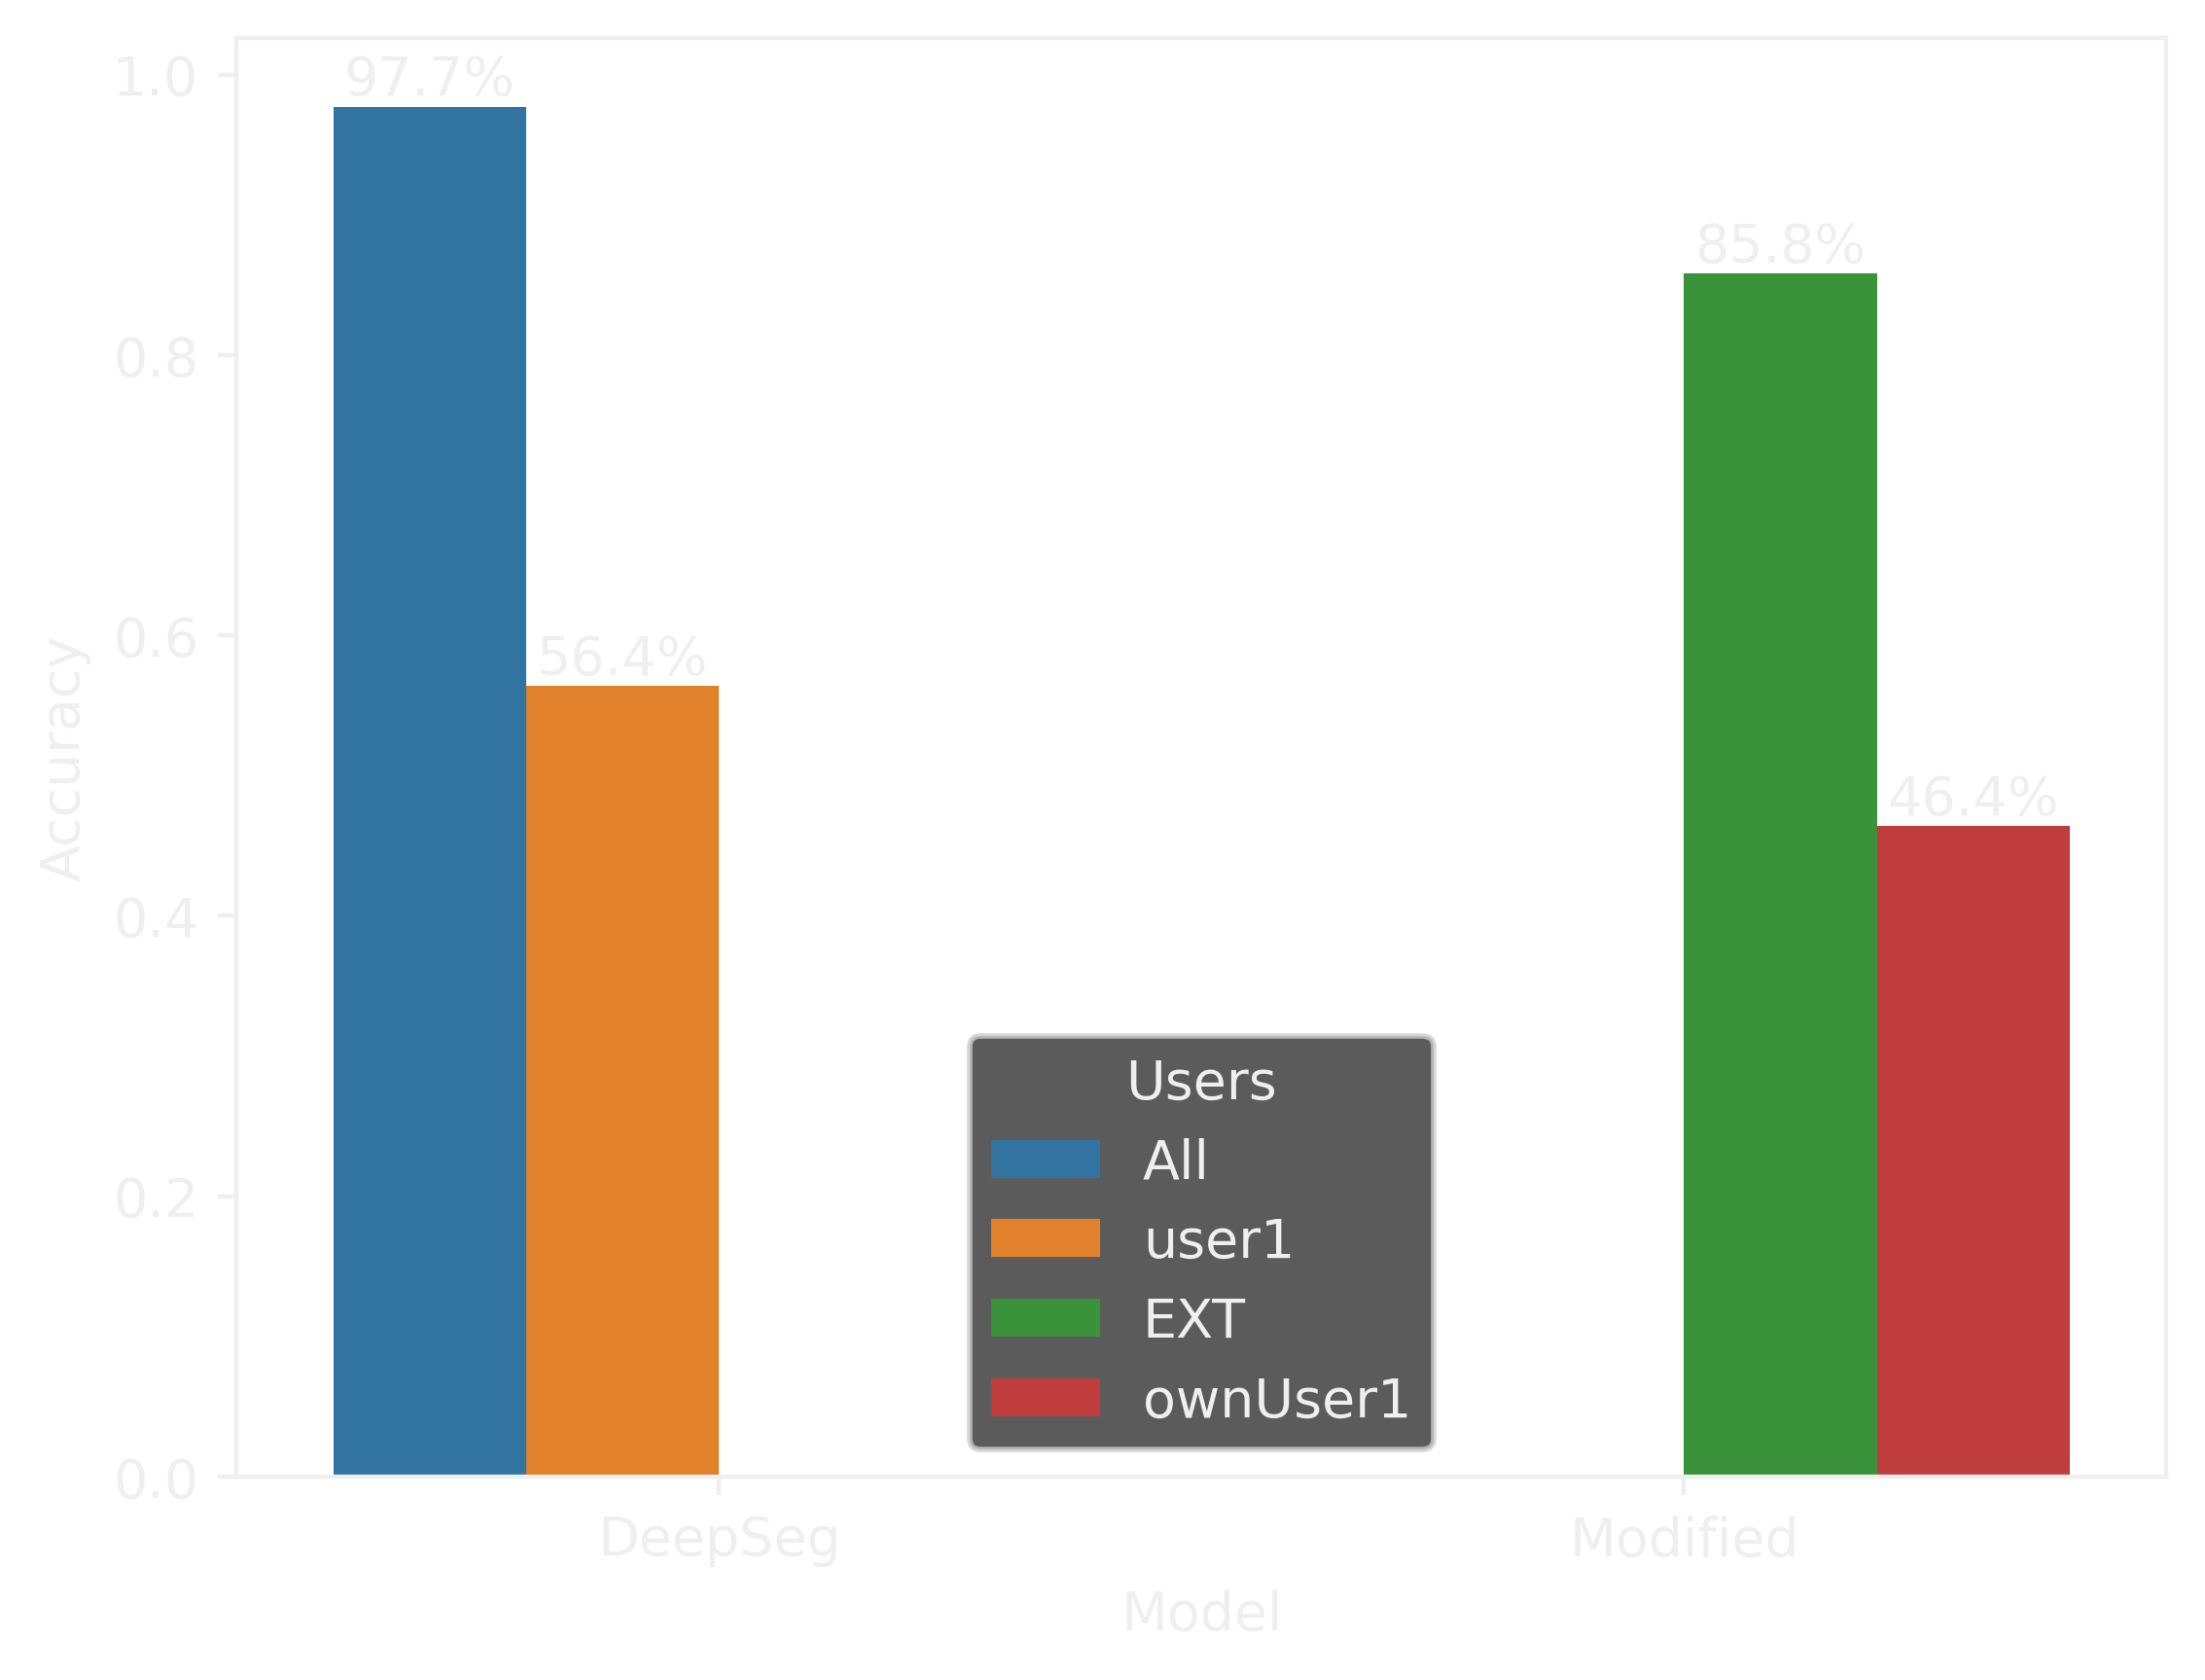 97.7%
85.8%
56.4%
46.4%
1.0
0.8
0.6
0.4
0.2
0.0
Accuracy
Users
All
user1
EXT
ownUser1
DeepSeg
Modified
Model